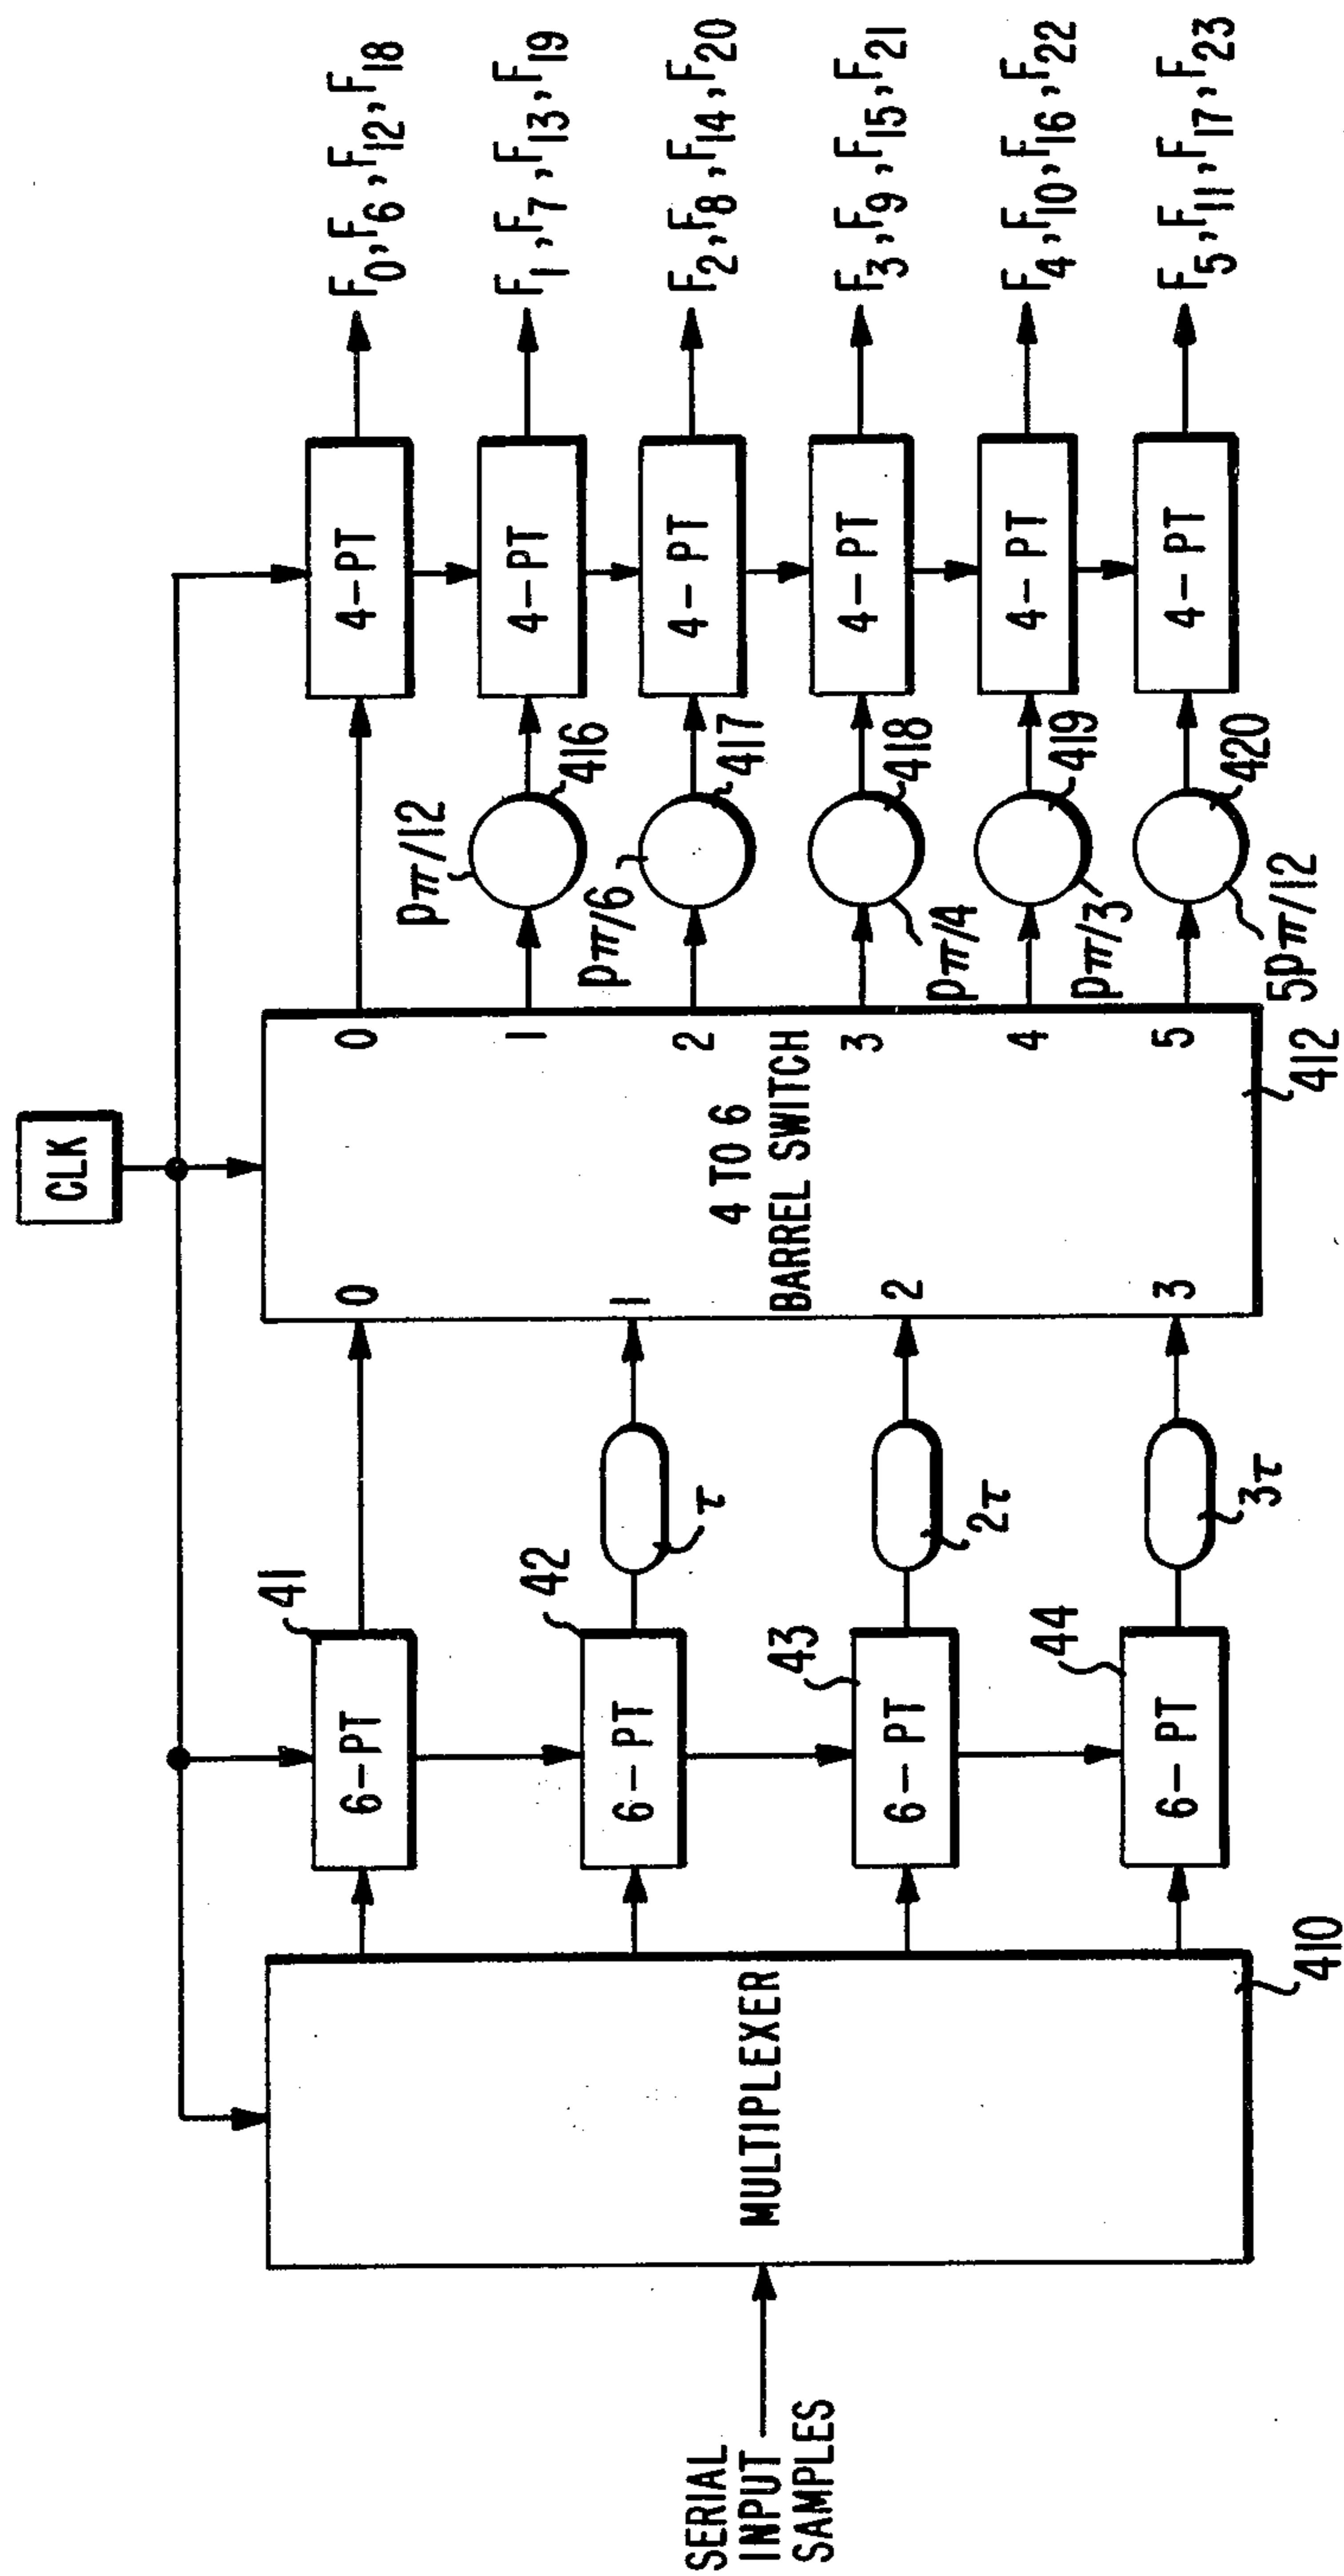 CLK
SERIAL
INPUT
SAMPLES
MULTIPLEXER
410
6-PT
41
6-PT
42
6-PT
43
6-PT
44
τ
2τ
3τ
0
1
2
3
4 TO 6
BARREL SWITCH
0
1
2
3
4
5
412
pπ/12
416
pπ/6
417
pπ/4
418
pπ/3
419
5pπ/12
420
4-PT
4-PT
4-PT
4-PT
4-PT
4-PT
F0,F6,F12,F18
F1,F7,F13,F19
F2,F8,F14,F20
F3,F9,F15,F21
F4,F10,F16,F22
F5,F11,F17,F23